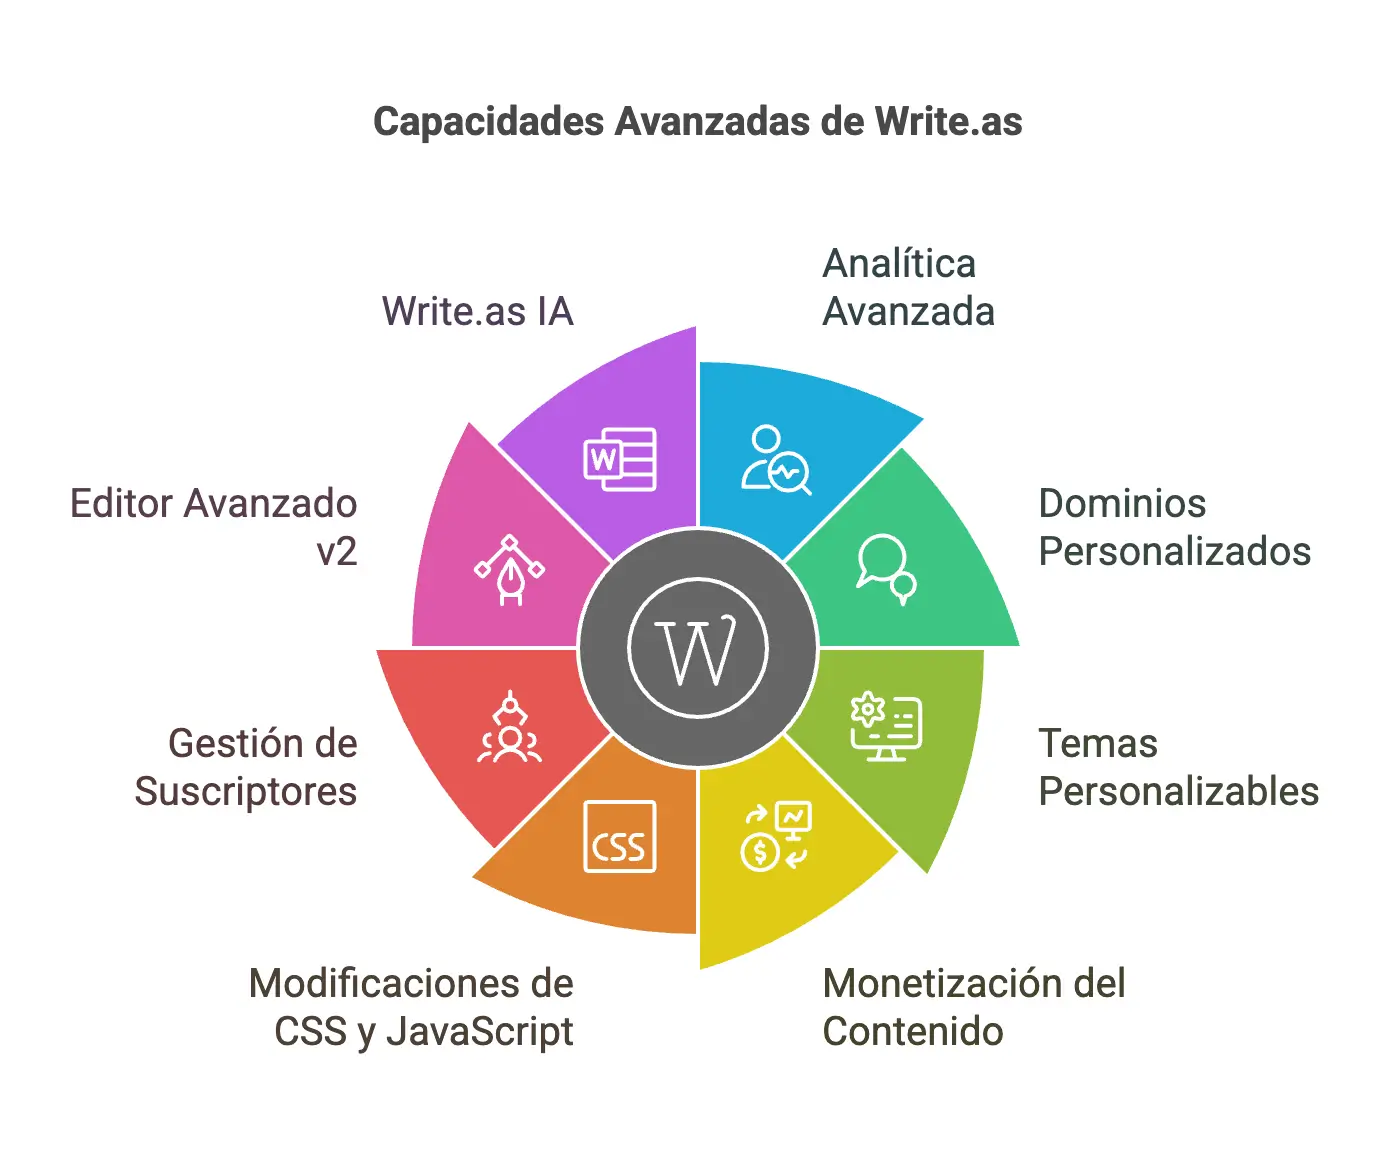 Capacidades Avanzadas de Write.as
Analítica
Avanzada
Write.as IA
Editor Avanzado
v2
Dominios
Personalizados
W
W
Gestión de
Suscriptores
Temas
Personalizables
CSS
$
Modificaciones de
CSS y JavaScript
Monetización del
Contenido